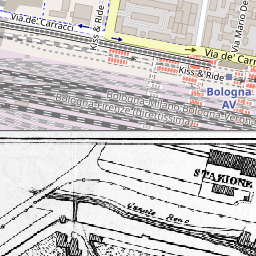 Via de' Carracci
Kiss & Ride
Via Mario De
Via de' Carr
Kiss & Ride
Bologna
AV
Bologna-Milano
Bologna-Verona
Bologna-Firenze (direttissima)
STAZIONE
Canale Reno